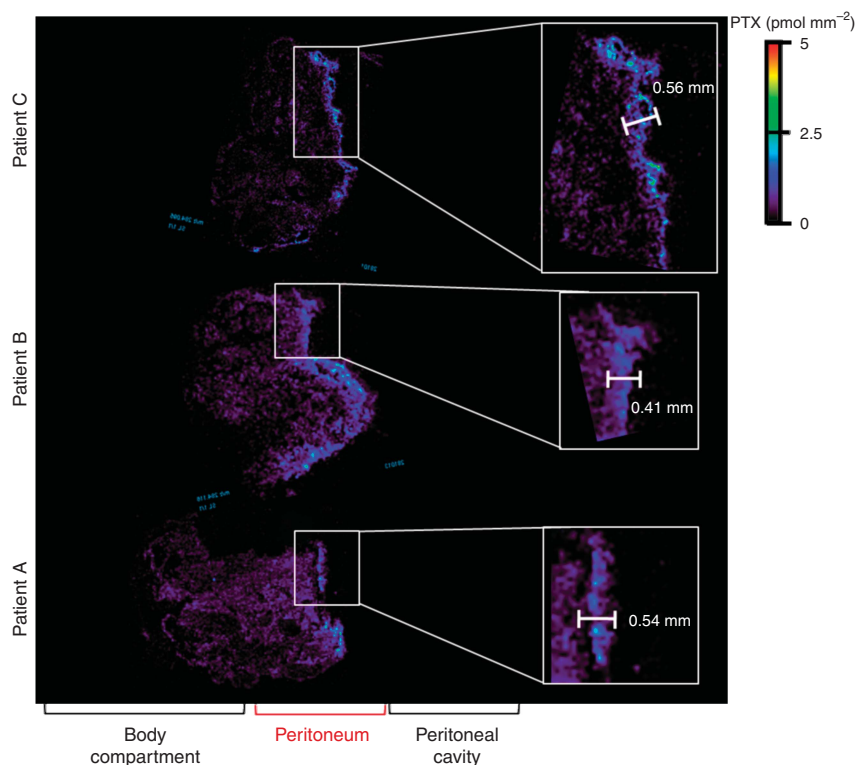 PTX (pmol mm⁻²)
5
2.5
0
Patient C
0.56 mm
Patient B
0.41 mm
Patient A
0.54 mm
Body
compartment
Peritoneum
Peritoneal
cavity